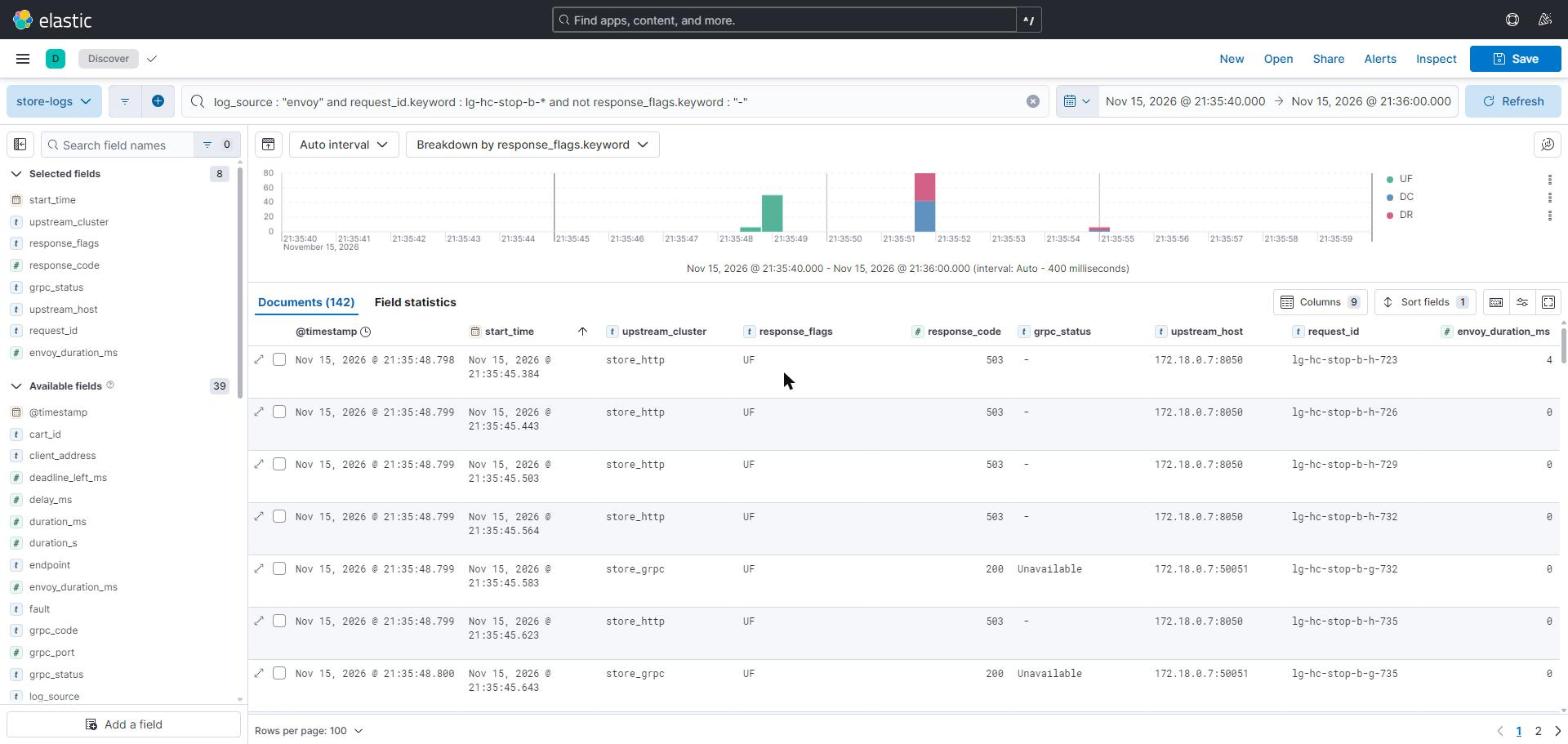 elastic
Find apps, content, and more.
^/
D
Discover
New
Open
Share
Alerts
Inspect
Save
store-logs
log_source : "envoy" and request_id.keyword : lg-hc-stop-b-* and not response_flags.keyword : "-"
Nov 15, 2026 @ 21:35:40.000 → Nov 15, 2026 @ 21:36:00.000
Refresh
Search field names
0
Selected fields
8
start_time
upstream_cluster
response_flags
response_code
grpc_status
upstream_host
request_id
envoy_duration_ms
Available fields
39
@timestamp
cart_id
client_address
deadline_left_ms
delay_ms
duration_ms
duration_s
endpoint
envoy_duration_ms
fault
grpc_code
grpc_port
grpc_status
log_source
Add a field
Auto interval
Breakdown by response_flags.keyword
80
60
40
20
0
21:35:40 21:35:41 21:35:42 21:35:43 21:35:44 21:35:45 21:35:46 21:35:47 21:35:48 21:35:49 21:35:50 21:35:51 21:35:52 21:35:53 21:35:54 21:35:55 21:35:56 21:35:57 21:35:58 21:35:59
November 15, 2026
UF
DC
DR
Nov 15, 2026 @ 21:35:40.000 - Nov 15, 2026 @ 21:36:00.000 (interval: Auto - 400 milliseconds)
Documents (142)
Field statistics
Columns 9
Sort fields 1
@timestamp start_time upstream_cluster response_flags response_code grpc_status upstream_host request_id envoy_duration_ms
Nov 15, 2026 @ 21:35:48.798 Nov 15, 2026 @ store_http UF 503 - 172.18.0.7:8050 lg-hc-stop-b-h-723 4
21:35:45.384
Nov 15, 2026 @ 21:35:48.799 Nov 15, 2026 @ store_http UF 503 - 172.18.0.7:8050 lg-hc-stop-b-h-726 0
21:35:45.443
Nov 15, 2026 @ 21:35:48.799 Nov 15, 2026 @ store_http UF 503 - 172.18.0.7:8050 lg-hc-stop-b-h-729 0
21:35:45.503
Nov 15, 2026 @ 21:35:48.799 Nov 15, 2026 @ store_http UF 503 - 172.18.0.7:8050 lg-hc-stop-b-h-732 0
21:35:45.564
Nov 15, 2026 @ 21:35:48.799 Nov 15, 2026 @ store_grpc UF 200 Unavailable 172.18.0.7:50051 lg-hc-stop-b-g-732 0
21:35:45.583
Nov 15, 2026 @ 21:35:48.799 Nov 15, 2026 @ store_http UF 503 - 172.18.0.7:8050 lg-hc-stop-b-h-735 0
21:35:45.623
Nov 15, 2026 @ 21:35:48.800 Nov 15, 2026 @ store_grpc UF 200 Unavailable 172.18.0.7:50051 lg-hc-stop-b-g-735 0
21:35:45.643
Rows per page: 100
1 2